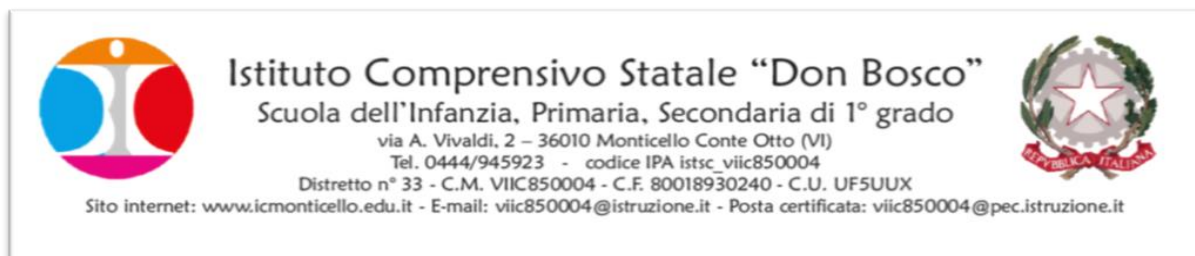 Istituto Comprensivo Statale “Don Bosco”
Scuola dell’Infanzia, Primaria, Secondaria di 1° grado
via A. Vivaldi, 2 – 36010 Monticello Conte Otto (VI)
Tel. 0444/945923 - codice IPA istsc_viic850004
Distretto n° 33 - C.M. VIIC850004 - C.F. 80018930240 - C.U. UF5UUX
Sito internet: www.icmonticello.edu.it - E-mail: viic850004@istruzione.it - Posta certificata: viic850004@pec.istruzione.it
REPVBBLICA ITALIANA